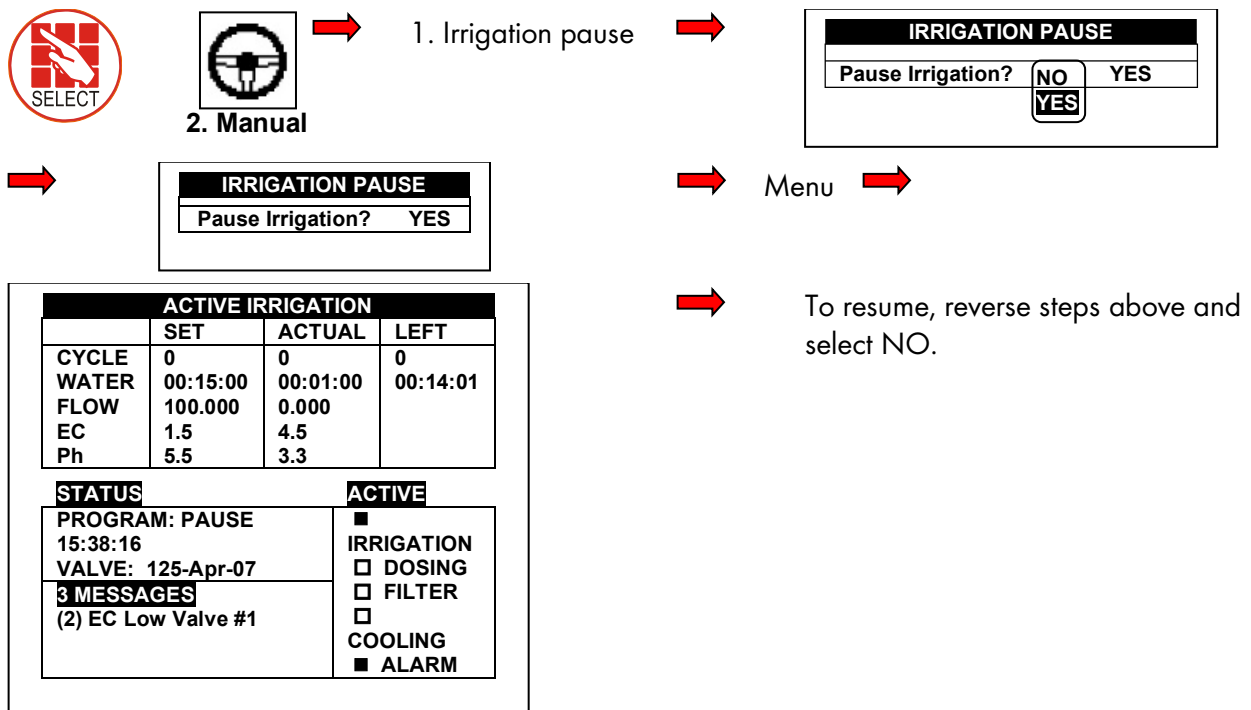 SELECT
2. Manual
1. Irrigation pause
IRRIGATION PAUSE
Pause Irrigation? NO YES
YES
IRRIGATION PAUSE
Pause Irrigation? YES
Menu
ACTIVE IRRIGATION
SET ACTUAL LEFT
CYCLE 0 0 0
WATER 00:15:00 00:01:00 00:14:01
FLOW 100.000 0.000
EC 1.5 4.5
Ph 5.5 3.3
STATUS
PROGRAM: PAUSE
15:38:16
VALVE: 125-Apr-07
3 MESSAGES
(2) EC Low Valve #1
ACTIVE
IRRIGATION
DOSING
FILTER
COOLING
ALARM
To resume, reverse steps above and
select NO.